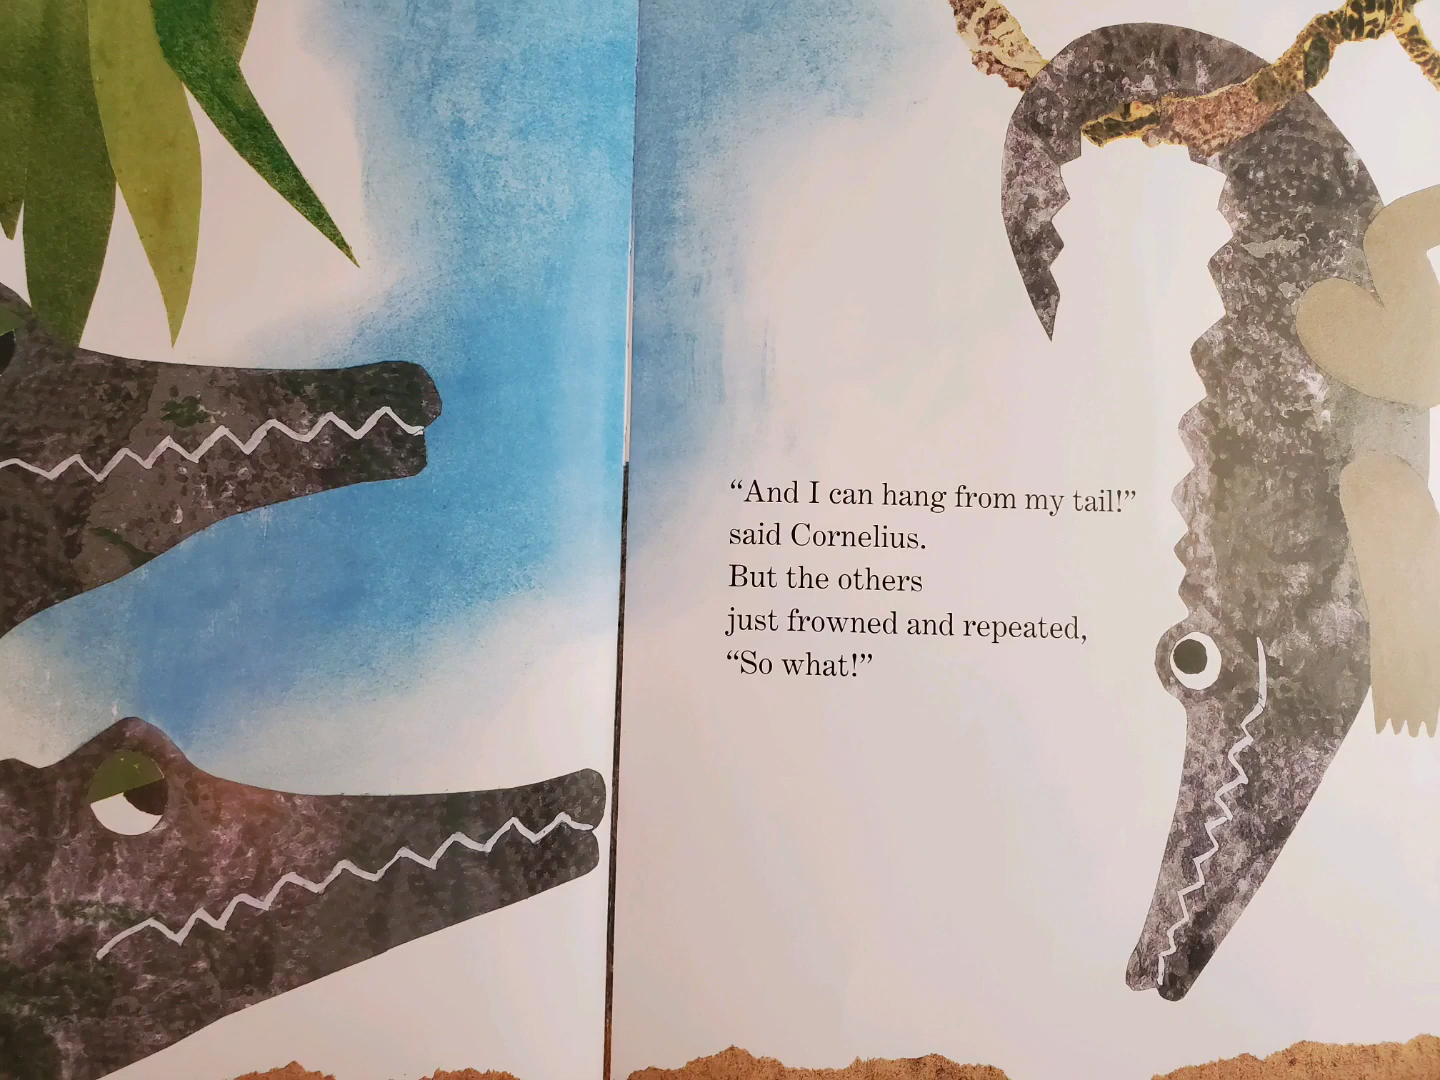 “And I can hang from my tail!”
said Cornelius.
But the others
just frowned and repeated,
“So what!”